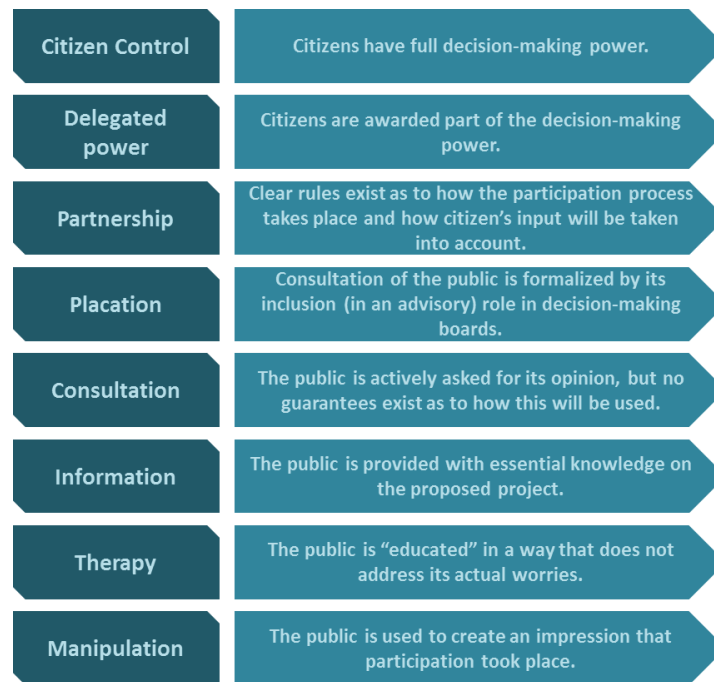 Citizen Control
Citizens have full decision-making power.
Delegated
power
Citizens are awarded part of the decision-making
power.
Partnership
Clear rules exist as to how the participation process
takes place and how citizen’s input will be taken
into account.
Placation
Consultation of the public is formalized by its
inclusion (in an advisory) role in decision-making
boards.
Consultation
The public is actively asked for its opinion, but no
guarantees exist as to how this will be used.
Information
The public is provided with essential knowledge on
the proposed project.
Therapy
The public is “educated” in a way that does not
address its actual worries.
Manipulation
The public is used to create an impression that
participation took place.